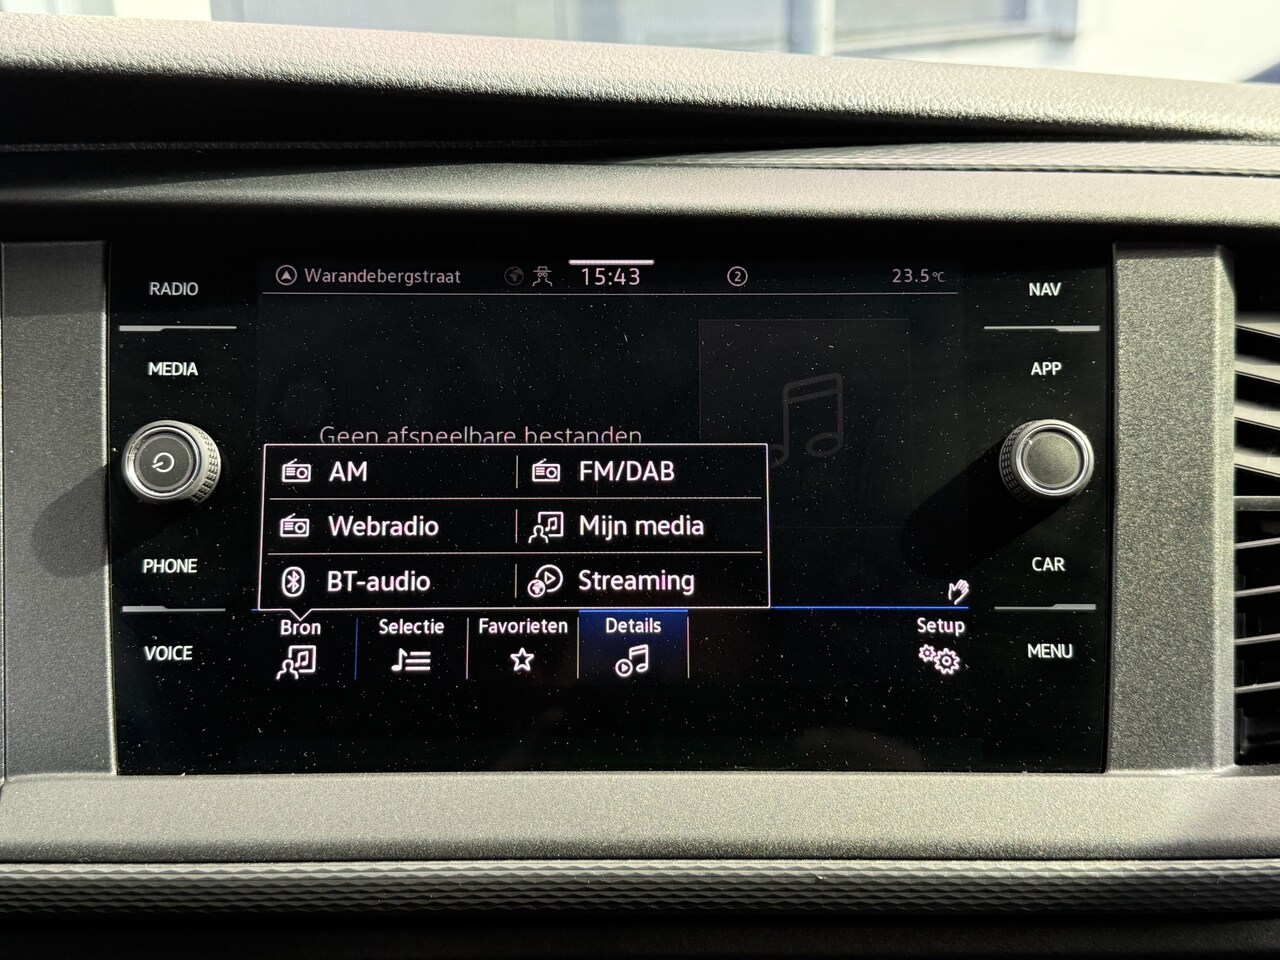 Warandebergstraat 15:43 2 23.5°C
RADIO
MEDIA
PHONE
VOICE
Geen afspeelbare bestanden
AM FM/DAB
Webradio Mijn media
BT-audio Streaming
Bron Selectie Favorieten Details Setup
NAV
APP
CAR
MENU